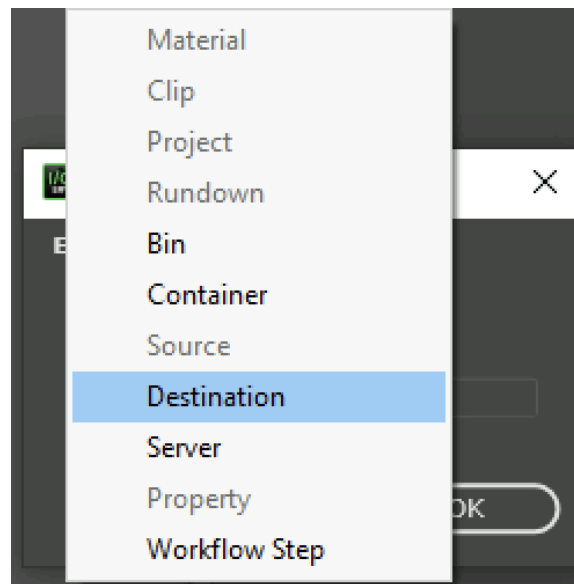 Material
Clip
Project
Rundown
Bin
Container
Source
Destination
Server
Property
OK
Workflow Step